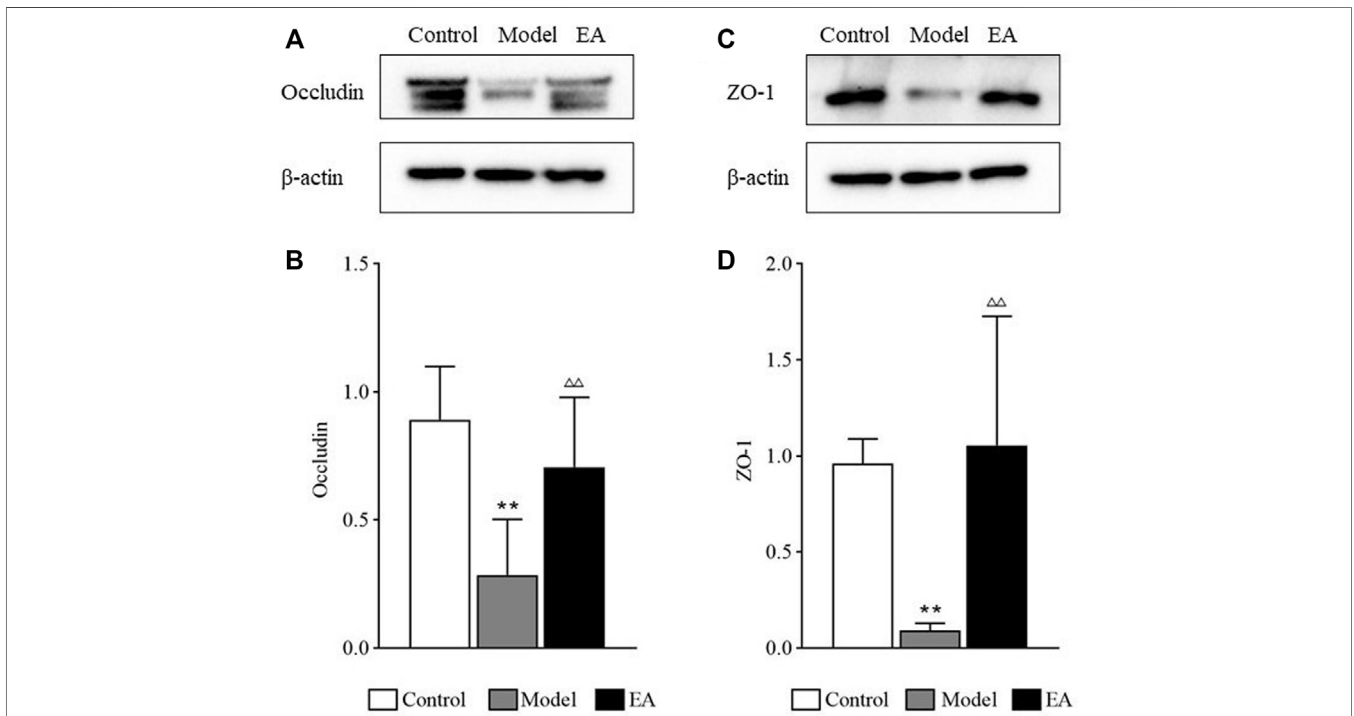 A
Control Model EA
Occludin
β-actin
C
Control Model EA
ZO-1
β-actin
B
1.5
1.0
0.5
0.0
Occludin
**
△△
Control Model EA
D
2.0
1.5
1.0
0.5
0.0
ZO-1
**
△△
Control Model EA